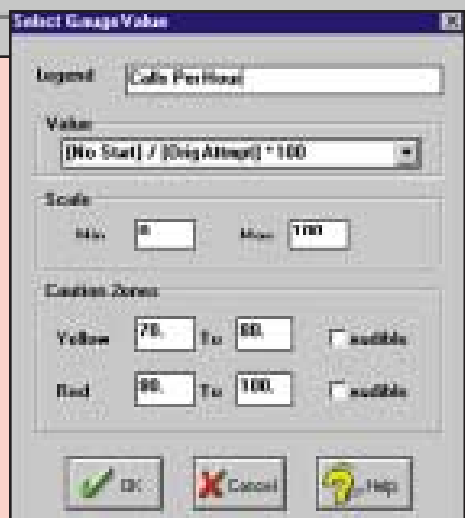 Select Gauge Value
Legend Calls Per Hour
Value
[No Start] / [Orig Attmpt] * 100
Scale
Min 0 Max 100
Caution Zones
Yellow 70. To 80. audible
Red 80. To 100. audible
OK Cancel Help